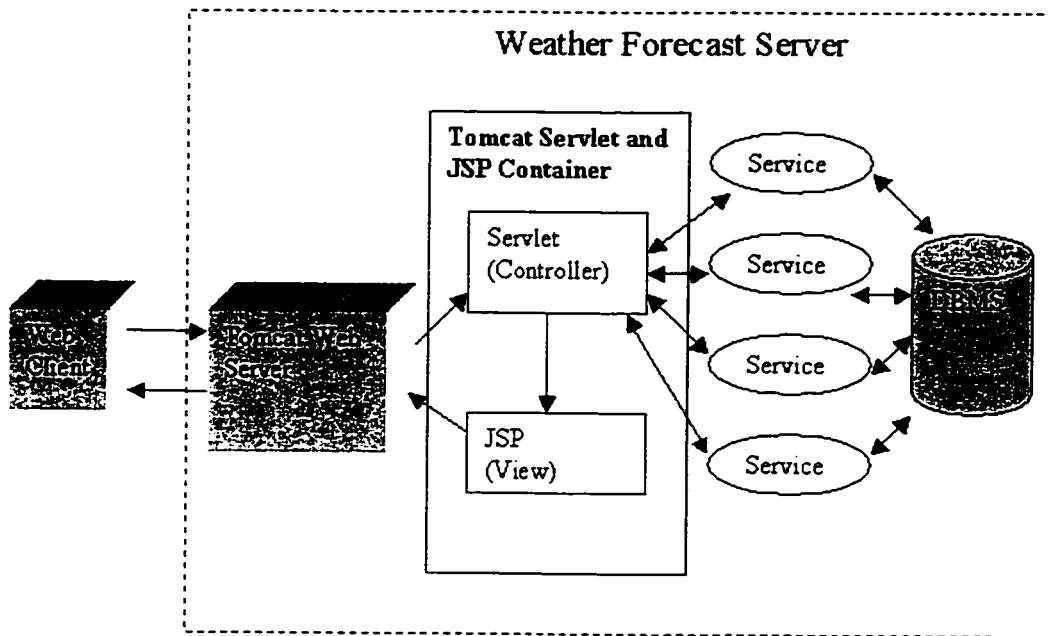 Weather Forecast Server
Tomcat Servlet and
JSP Container
Servlet
(Controller)
JSP
(View)
Service
Service
Service
Service
DBMS
Web
Client
Tomcat Web
Server